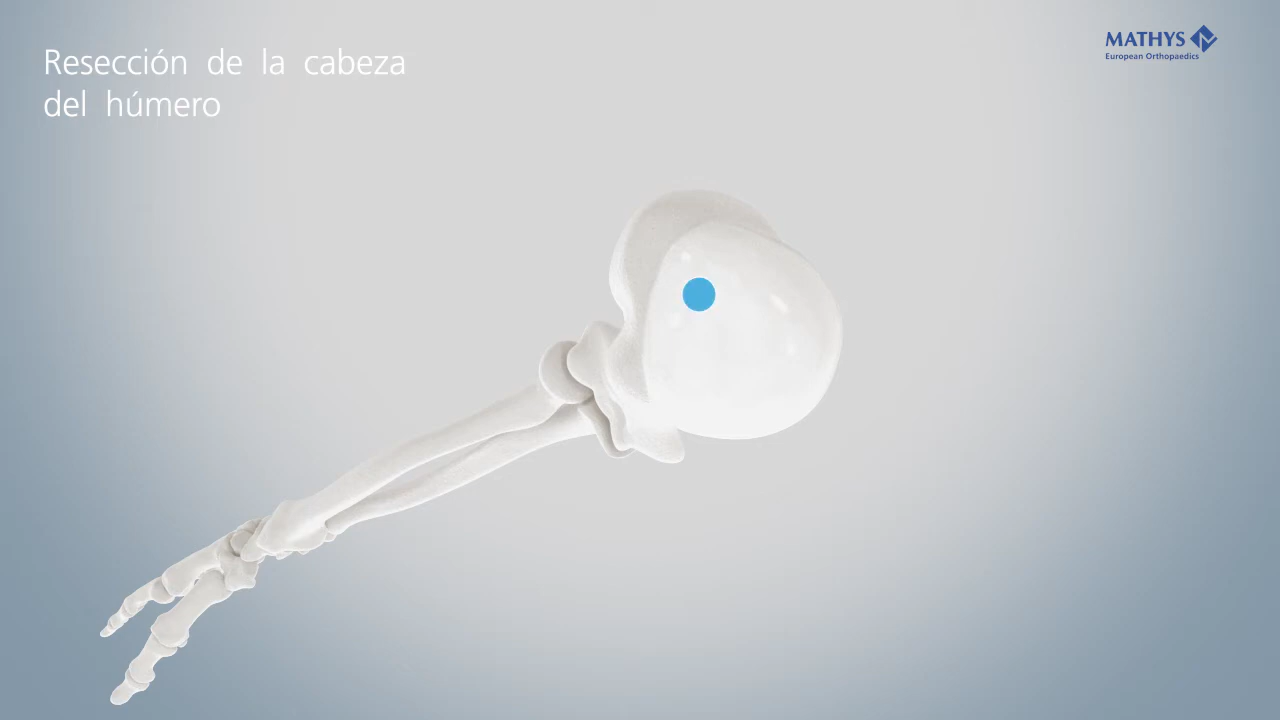 Resección de la cabeza
del húmero
MATHYS
European Orthopaedics